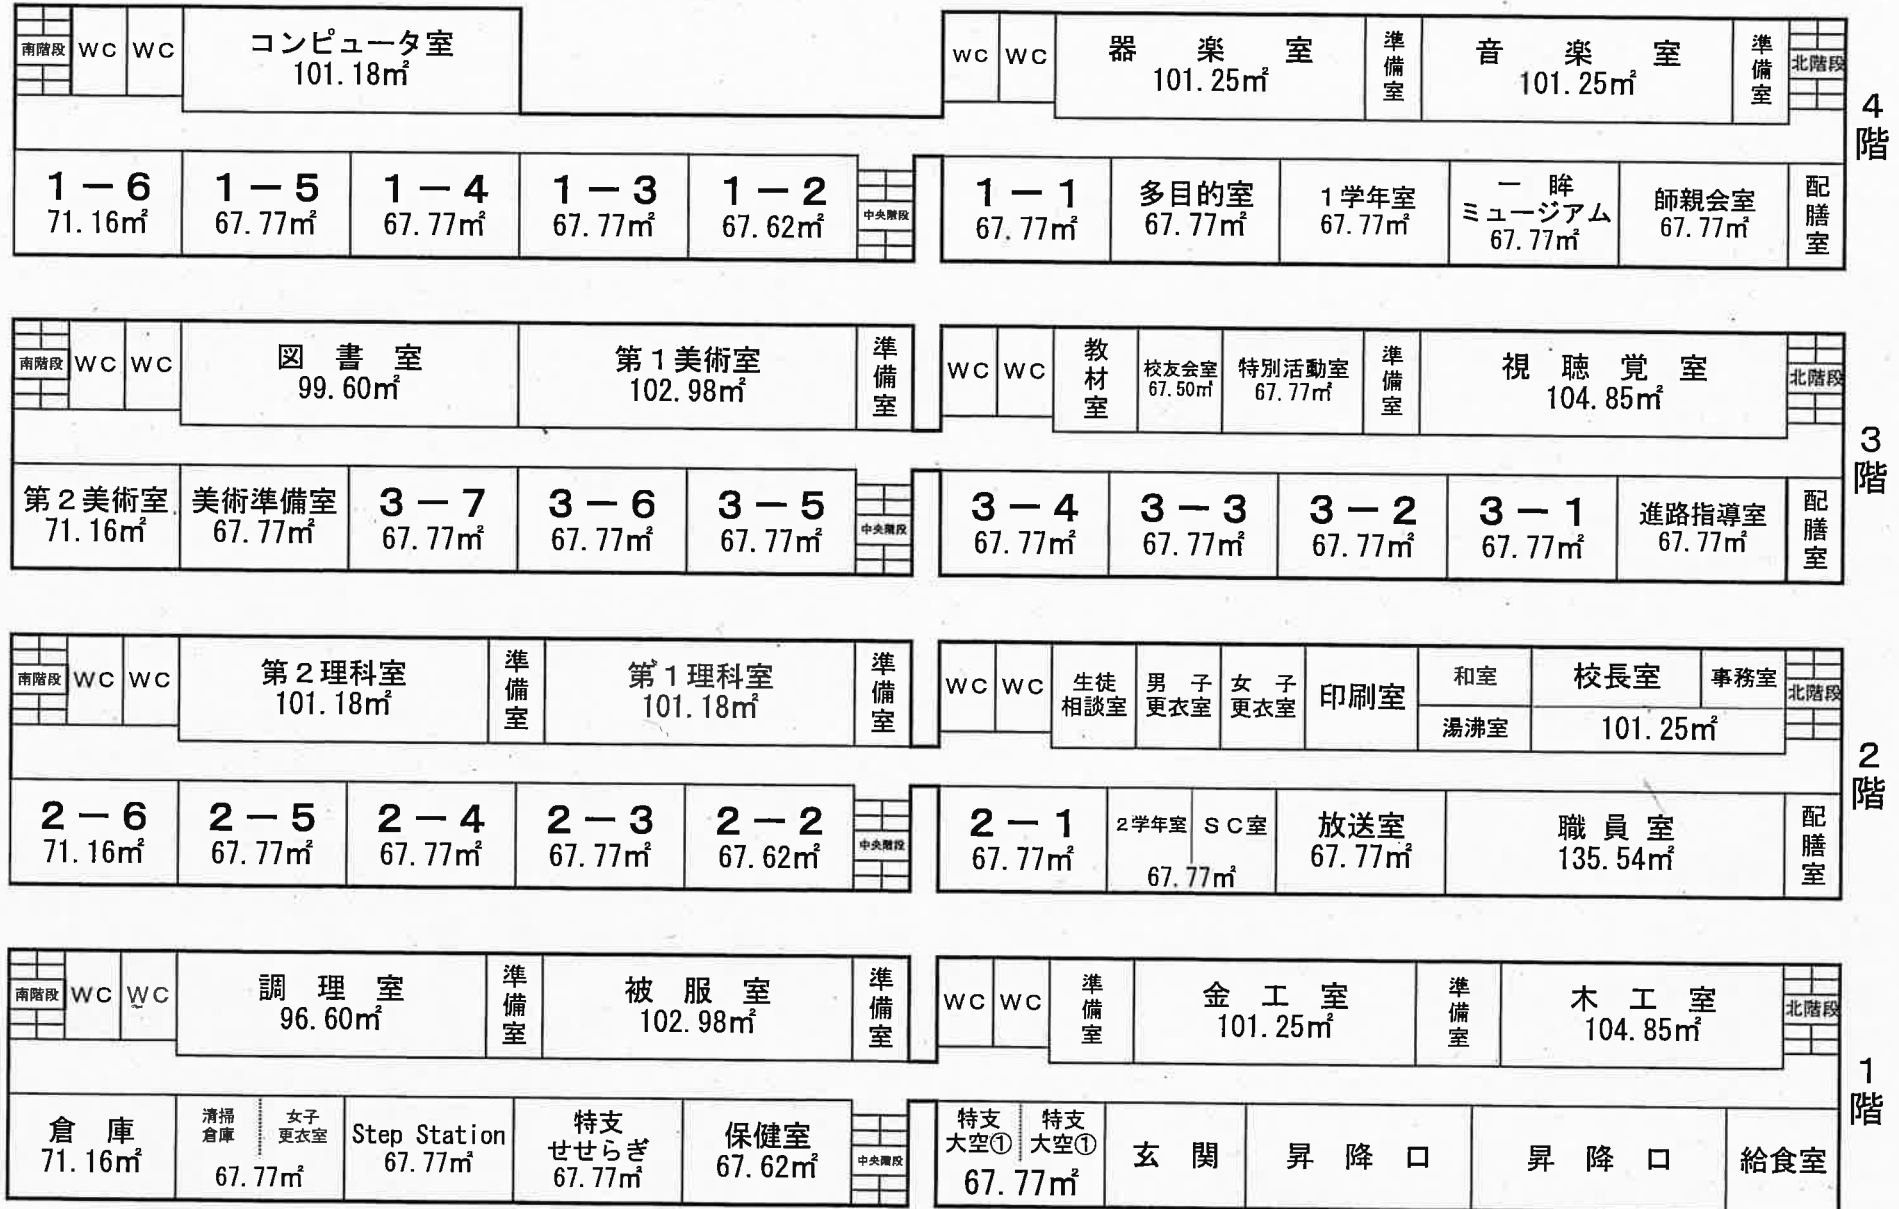 南階段 WC WC コンピュータ室 WC WC 器楽室 準備室 音楽室 準備室 北階段
101.18㎡ 101.25㎡ 101.25㎡
4階
1-6 1-5 1-4 1-3 1-2 中央階段 1-1 多目的室 1学年室 一眸ミュージアム 師親会室 配膳室
71.16㎡ 67.77㎡ 67.77㎡ 67.77㎡ 67.62㎡ 67.77㎡ 67.77㎡ 67.77㎡ 67.77㎡ 67.77㎡
南階段 WC WC 図書室 第1美術室 準備室 WC WC 教材室 校友会室 特別活動室 準備室 視聴覚室 北階段
99.60㎡ 102.98㎡ 67.50㎡ 67.77㎡ 104.85㎡
3階
第2美術室 美術準備室 3-7 3-6 3-5 中央階段 3-4 3-3 3-2 3-1 進路指導室 配膳室
71.16㎡ 67.77㎡ 67.77㎡ 67.77㎡ 67.77㎡ 67.77㎡ 67.77㎡ 67.77㎡ 67.77㎡ 67.77㎡
南階段 WC WC 第2理科室 準備室 第1理科室 準備室 WC WC 生徒相談室 男子更衣室 女子更衣室 印刷室 和室 校長室 事務室 北階段
101.18㎡ 101.18㎡ 湯沸室 101.25㎡
2階
2-6 2-5 2-4 2-3 2-2 中央階段 2-1 2学年室 SC室 放送室 職員室 配膳室
71.16㎡ 67.77㎡ 67.77㎡ 67.77㎡ 67.62㎡ 67.77㎡ 67.77㎡ 67.77㎡ 135.54㎡
南階段 WC WC 調理室 準備室 被服室 準備室 WC WC 準備室 金工室 準備室 木工室 北階段
96.60㎡ 102.98㎡ 101.25㎡ 104.85㎡
1階
倉庫 清掃倉庫 女子更衣室 Step Station 特支せせらぎ 保健室 中央階段 特支大空① 特支大空① 玄関 昇降口 昇降口 給食室
71.16㎡ 67.77㎡ 67.77㎡ 67.77㎡ 67.62㎡ 67.77㎡